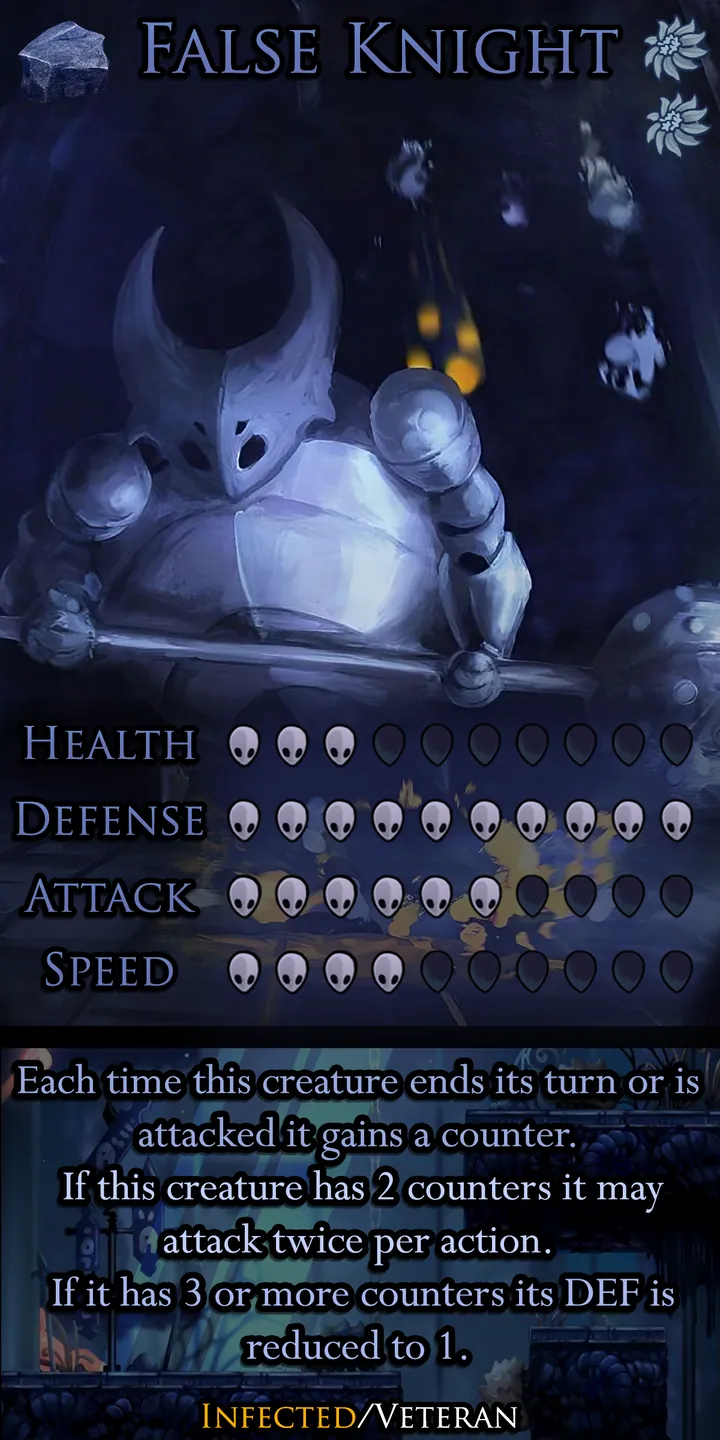 False Knight
Health
Defense
Attack
Speed
Each time this creature ends its turn or is
attacked it gains a counter.
If this creature has 2 counters it may
attack twice per action.
If it has 3 or more counters its DEF is
reduced to 1.
Infected/Veteran